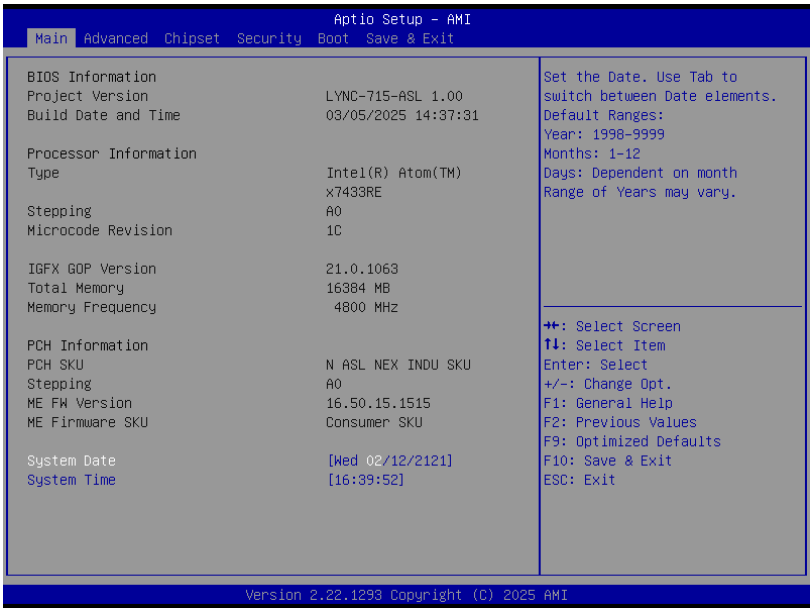 Aptio Setup - AMI
Main Advanced Chipset Security Boot Save & Exit
BIOS Information
Project Version LYNC-715-ASL 1.00
Build Date and Time 03/05/2025 14:37:31
Processor Information
Type Intel(R) Atom(TM)
x7433RE
Stepping A0
Microcode Revision 1C
IGFX GOP Version 21.0.1063
Total Memory 16384 MB
Memory Frequency 4800 MHz
PCH Information
PCH SKU N ASL NEX INDU SKU
Stepping A0
ME FW Version 16.50.15.1515
ME Firmware SKU Consumer SKU
System Date [Wed 02/12/2121]
System Time [16:39:52]
Set the Date. Use Tab to
switch between Date elements.
Default Ranges:
Year: 1998-9999
Months: 1-12
Days: Dependent on month
Range of Years may vary.
→←: Select Screen
↑↓: Select Item
Enter: Select
+/-: Change Opt.
F1: General Help
F2: Previous Values
F9: Optimized Defaults
F10: Save & Exit
ESC: Exit
Version 2.22.1293 Copyright (C) 2025 AMI